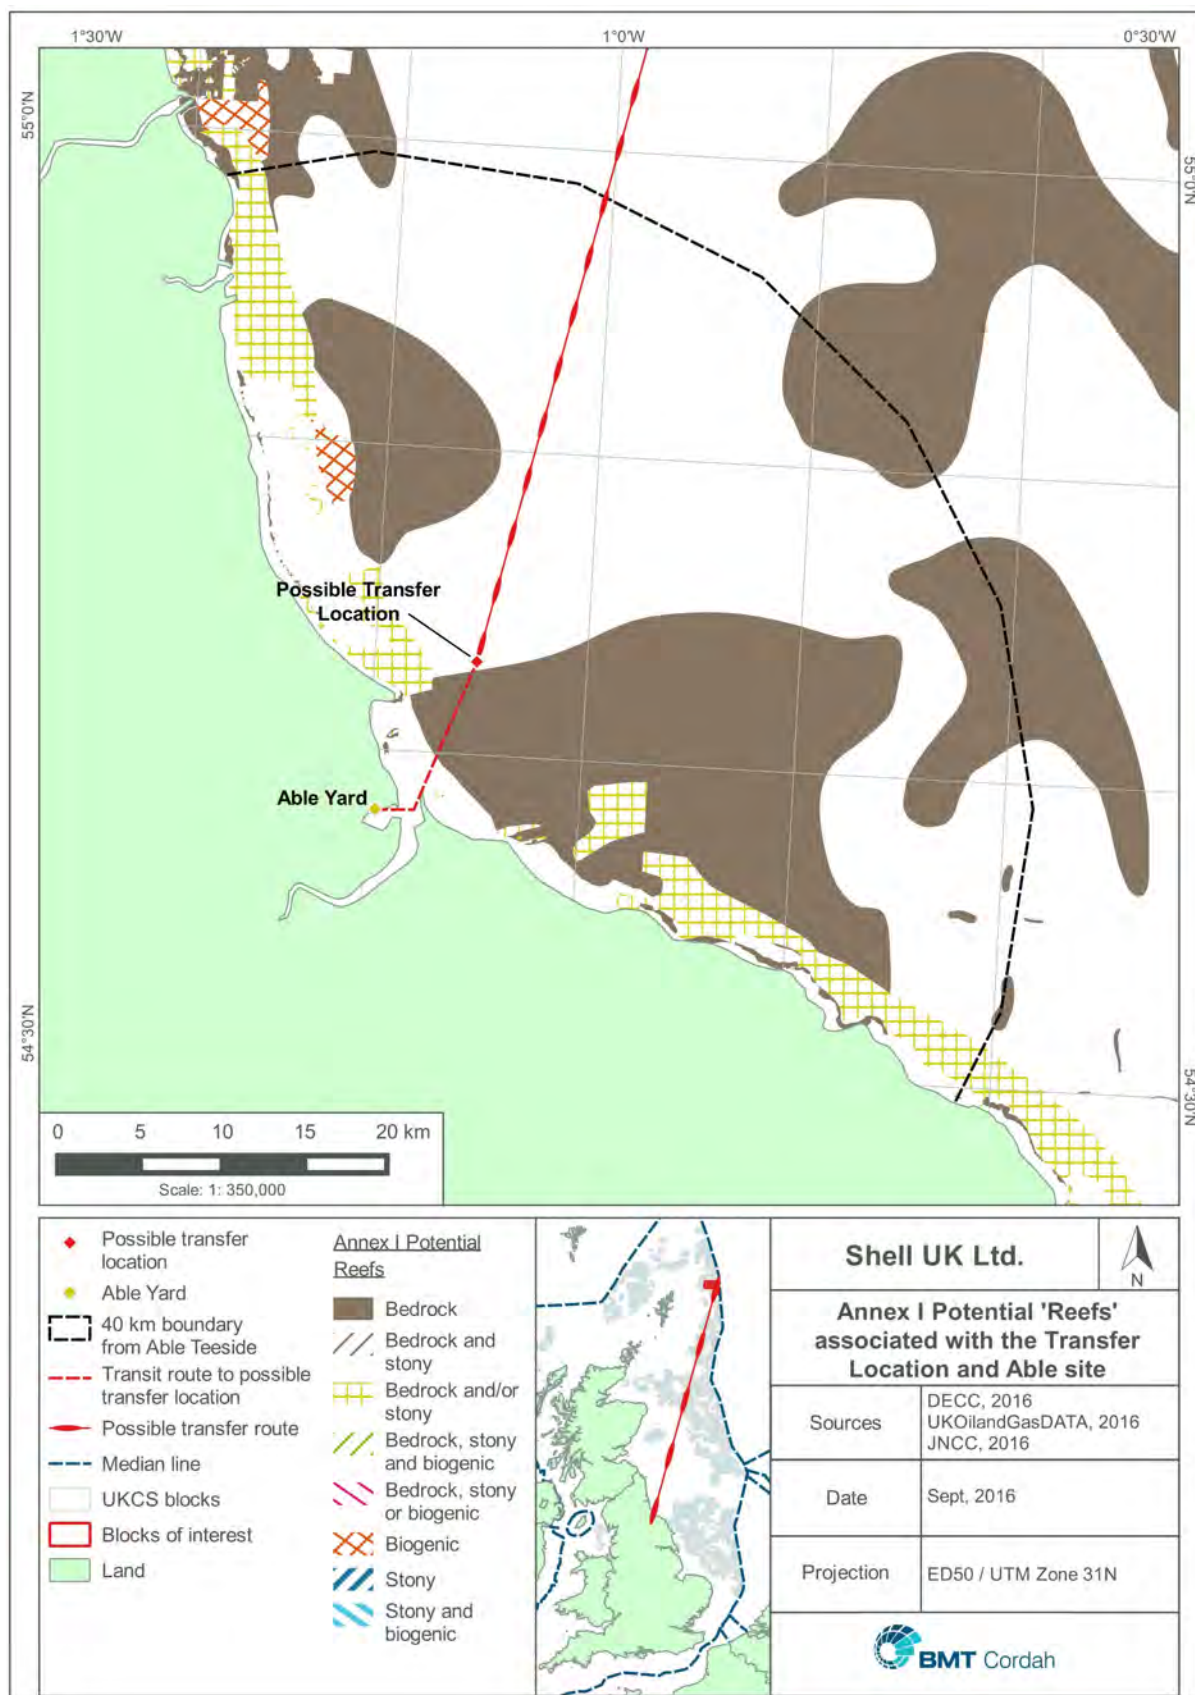 1°30'W
1°0'W
0°30'W
55°0'N
55°0'N
Possible Transfer
Location
Able Yard
54°30'N
54°30'N
0 5 10 15 20 km
Scale: 1: 350,000
Possible transfer
location
Able Yard
40 km boundary
from Able Teeside
Transit route to possible
transfer location
Possible transfer route
Median line
UKCS blocks
Blocks of interest
Land
Annex I Potential
Reefs
Bedrock
Bedrock and
stony
Bedrock and/or
stony
Bedrock, stony
and biogenic
Bedrock, stony
or biogenic
Biogenic
Stony
Stony and
biogenic
Shell UK Ltd.
N
Annex I Potential 'Reefs'
associated with the Transfer
Location and Able site
Sources
DECC, 2016
UKOilandGasDATA, 2016
JNCC, 2016
Date
Sept, 2016
Projection
ED50 / UTM Zone 31N
BMT Cordah